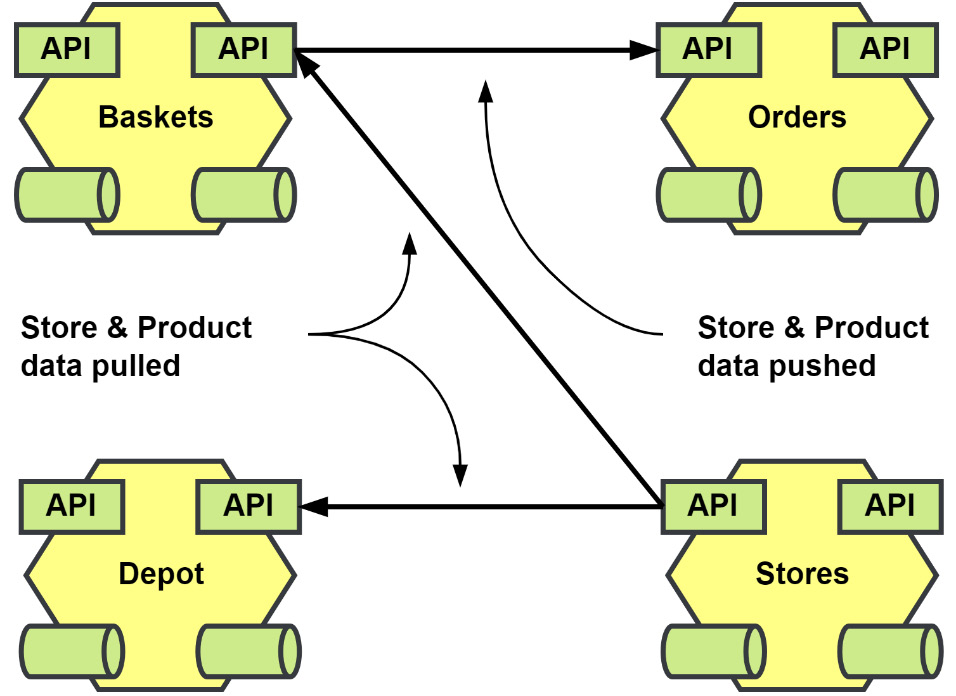 API
API
Baskets
API
API
Orders
Store & Product
data pulled
Store & Product
data pushed
API
API
Depot
API
API
Stores